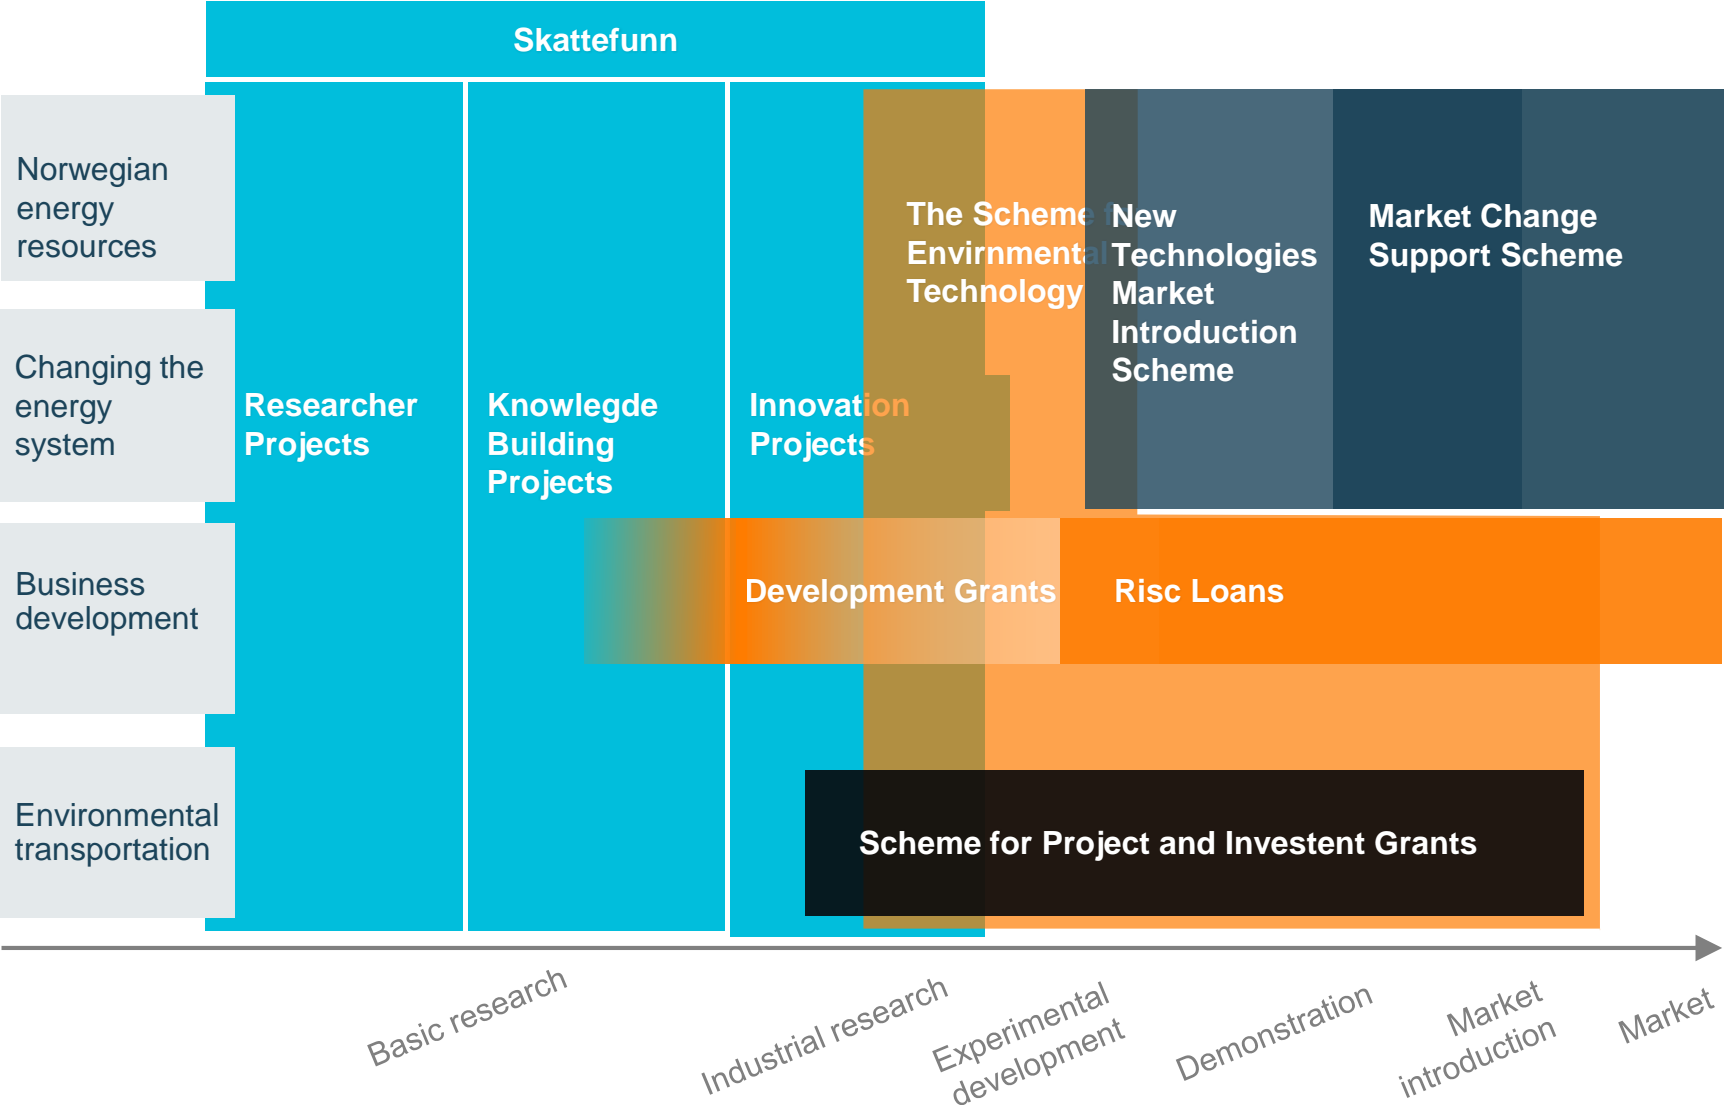 Skattefunn
Norwegian
energy
resources
Changing the
energy
system
Business
development
Environmental
transportation
Researcher
Projects
Knowlegde
Building
Projects
Innovation
Projects
The Scheme
Envirnmental
Technology
New
Technologies
Market
Introduction
Scheme
Market Change
Support Scheme
Development Grants
Risc Loans
Scheme for Project and Investent Grants
Basic research
Industrial research
Experimental
development
Demonstration
Market
introduction
Market